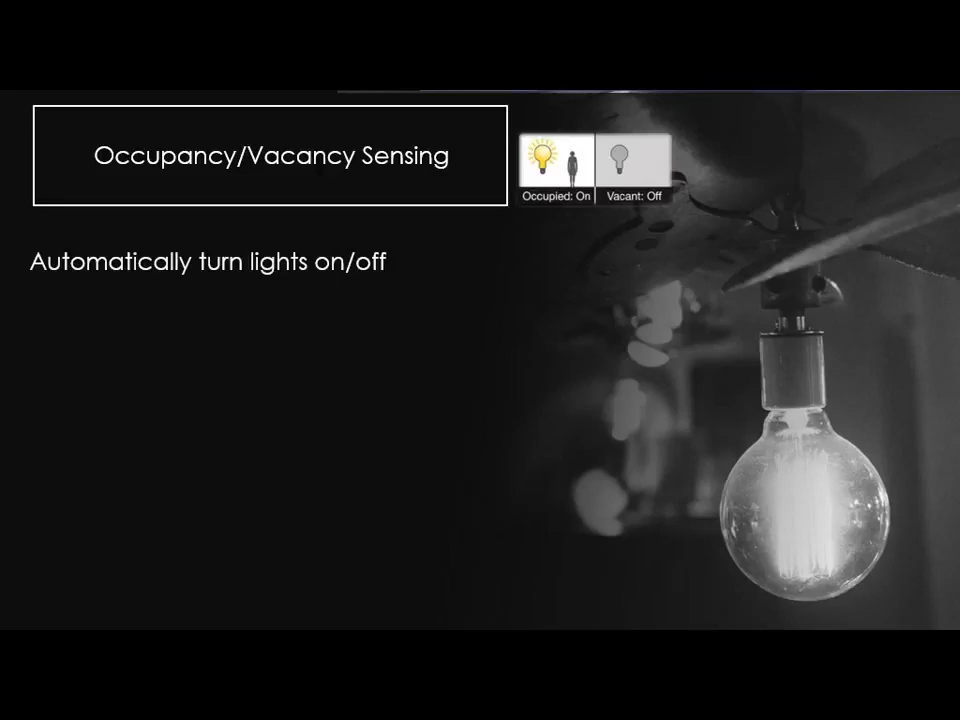 Occupancy/Vacancy Sensing
Occupied: On
Vacant: Off
Automatically turn lights on/off